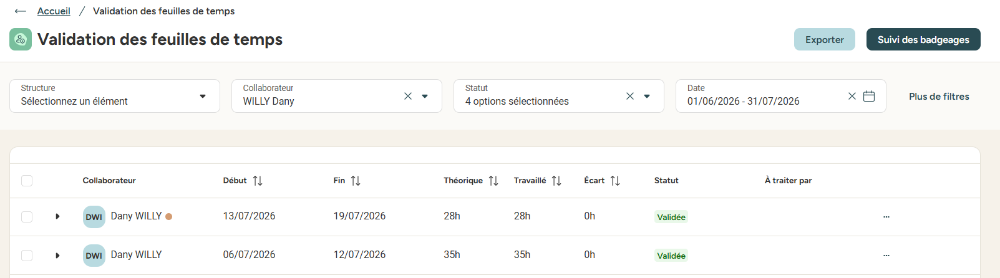 ← Accueil / Validation des feuilles de temps
Validation des feuilles de temps
Exporter
Suivi des badgeages
Structure
Sélectionnez un élément
Collaborateur
WILLY Dany
Statut
4 options sélectionnées
Date
01/06/2026 - 31/07/2026
Plus de filtres
Collaborateur Début Fin Théorique Travaillé Écart Statut À traiter par
DWI Dany WILLY 13/07/2026 19/07/2026 28h 28h 0h Validée ...
DWI Dany WILLY 06/07/2026 12/07/2026 35h 35h 0h Validée ...